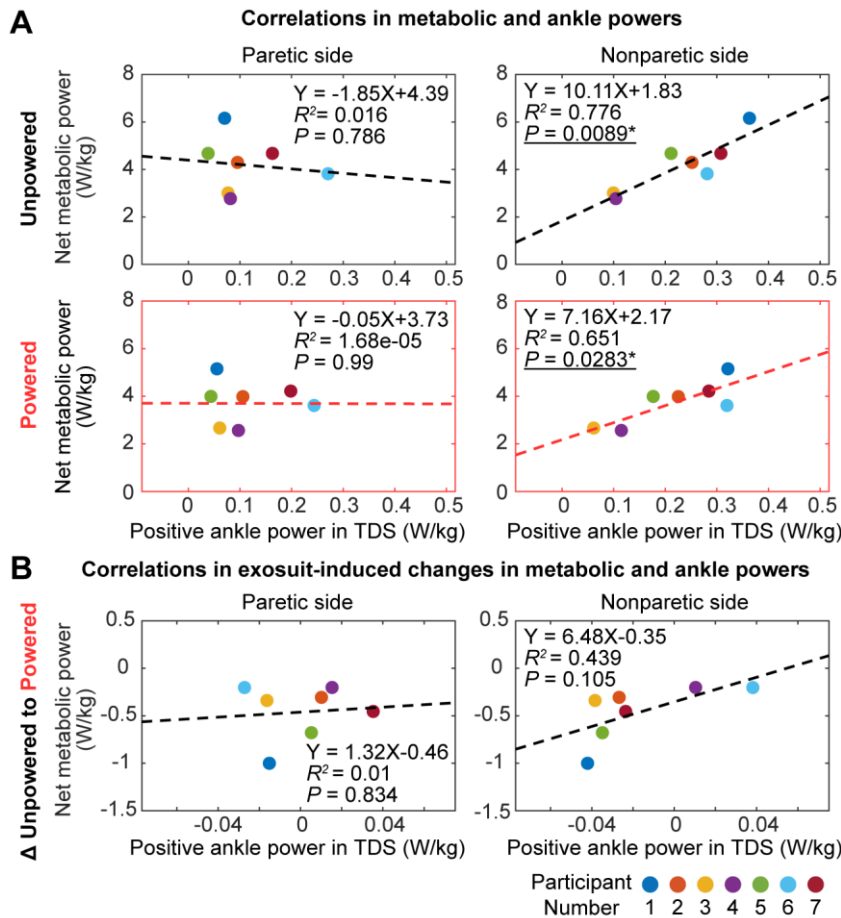 A
Correlations in metabolic and ankle powers
Paretic side
Nonparetic side
Unpowered
Net metabolic power
(W/kg)
8
6
4
2
0
Y = -1.85X+4.39
R² = 0.016
P = 0.786
0
0.1
0.2
0.3
0.4
0.5
8
6
4
2
0
Y = 10.11X+1.83
R² = 0.776
P = 0.0089*
0
0.1
0.2
0.3
0.4
0.5
Powered
Net metabolic power
(W/kg)
8
6
4
2
0
Y = -0.05X+3.73
R² = 1.68e-05
P = 0.99
0
0.1
0.2
0.3
0.4
0.5
Positive ankle power in TDS (W/kg)
8
6
4
2
0
Y = 7.16X+2.17
R² = 0.651
P = 0.0283*
0
0.1
0.2
0.3
0.4
0.5
Positive ankle power in TDS (W/kg)
B
Correlations in exosuit-induced changes in metabolic and ankle powers
Paretic side
Nonparetic side
Δ Unpowered to Powered
Net metabolic power
(W/kg)
0.5
0
-0.5
-1
-1.5
Y = 1.32X-0.46
R² = 0.01
P = 0.834
-0.04
0
0.04
Positive ankle power in TDS (W/kg)
0.5
0
-0.5
-1
-1.5
Y = 6.48X-0.35
R² = 0.439
P = 0.105
-0.04
0
0.04
Positive ankle power in TDS (W/kg)
Participant
Number 1 2 3 4 5 6 7